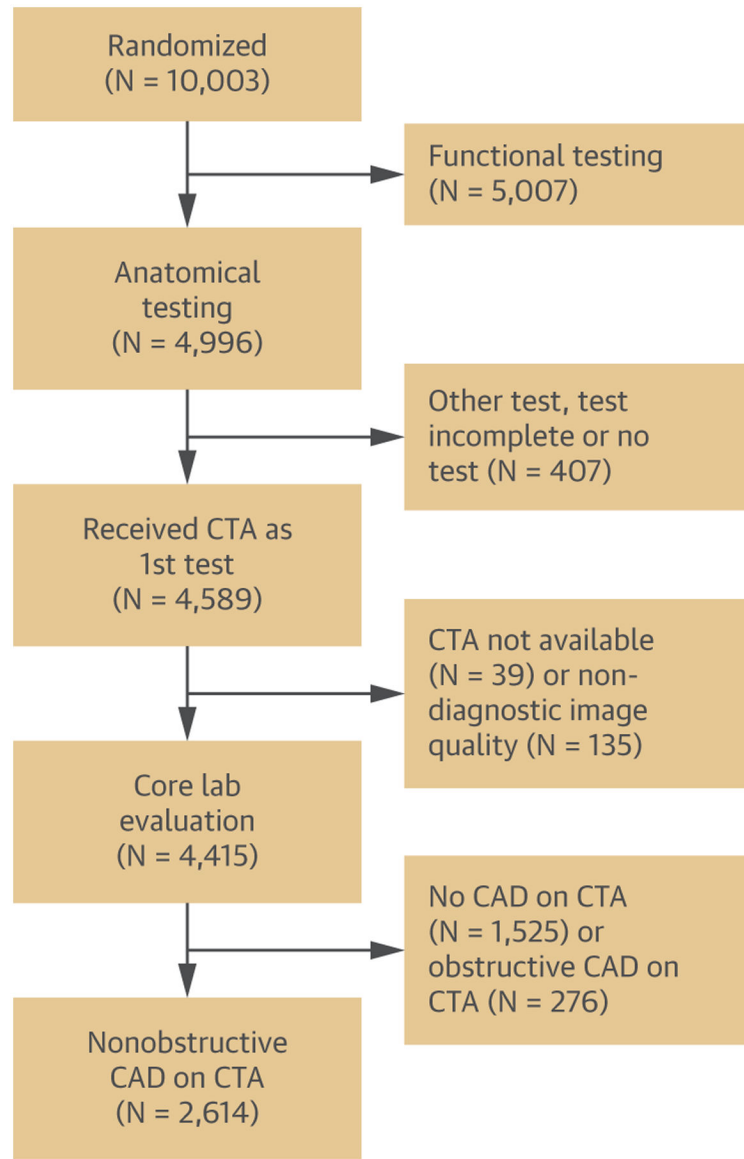 Randomized
(N = 10,003)
Functional testing
(N = 5,007)
Anatomical
testing
(N = 4,996)
Other test, test
incomplete or no
test (N = 407)
Received CTA as
1st test
(N = 4,589)
CTA not available
(N = 39) or non-
diagnostic image
quality (N = 135)
Core lab
evaluation
(N = 4,415)
No CAD on CTA
(N = 1,525) or
obstructive CAD on
CTA (N = 276)
Nonobstructive
CAD on CTA
(N = 2,614)